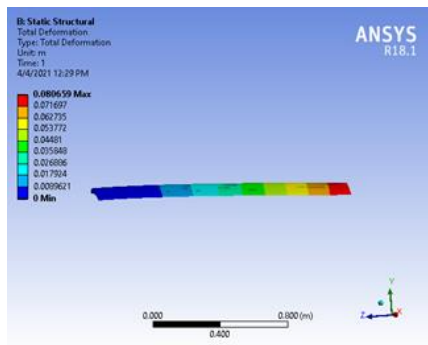 B: Static Structural
Total Deformation
Type: Total Deformation
Unit: m
Time: 1
4/4/2021 12:29 PM
ANSYS
R18.1
0.080659 Max
0.071697
0.062735
0.053772
0.04481
0.035848
0.026886
0.017924
0.0089621
0 Min
0.000
0.800 (m)
0.400
Y
Z
X